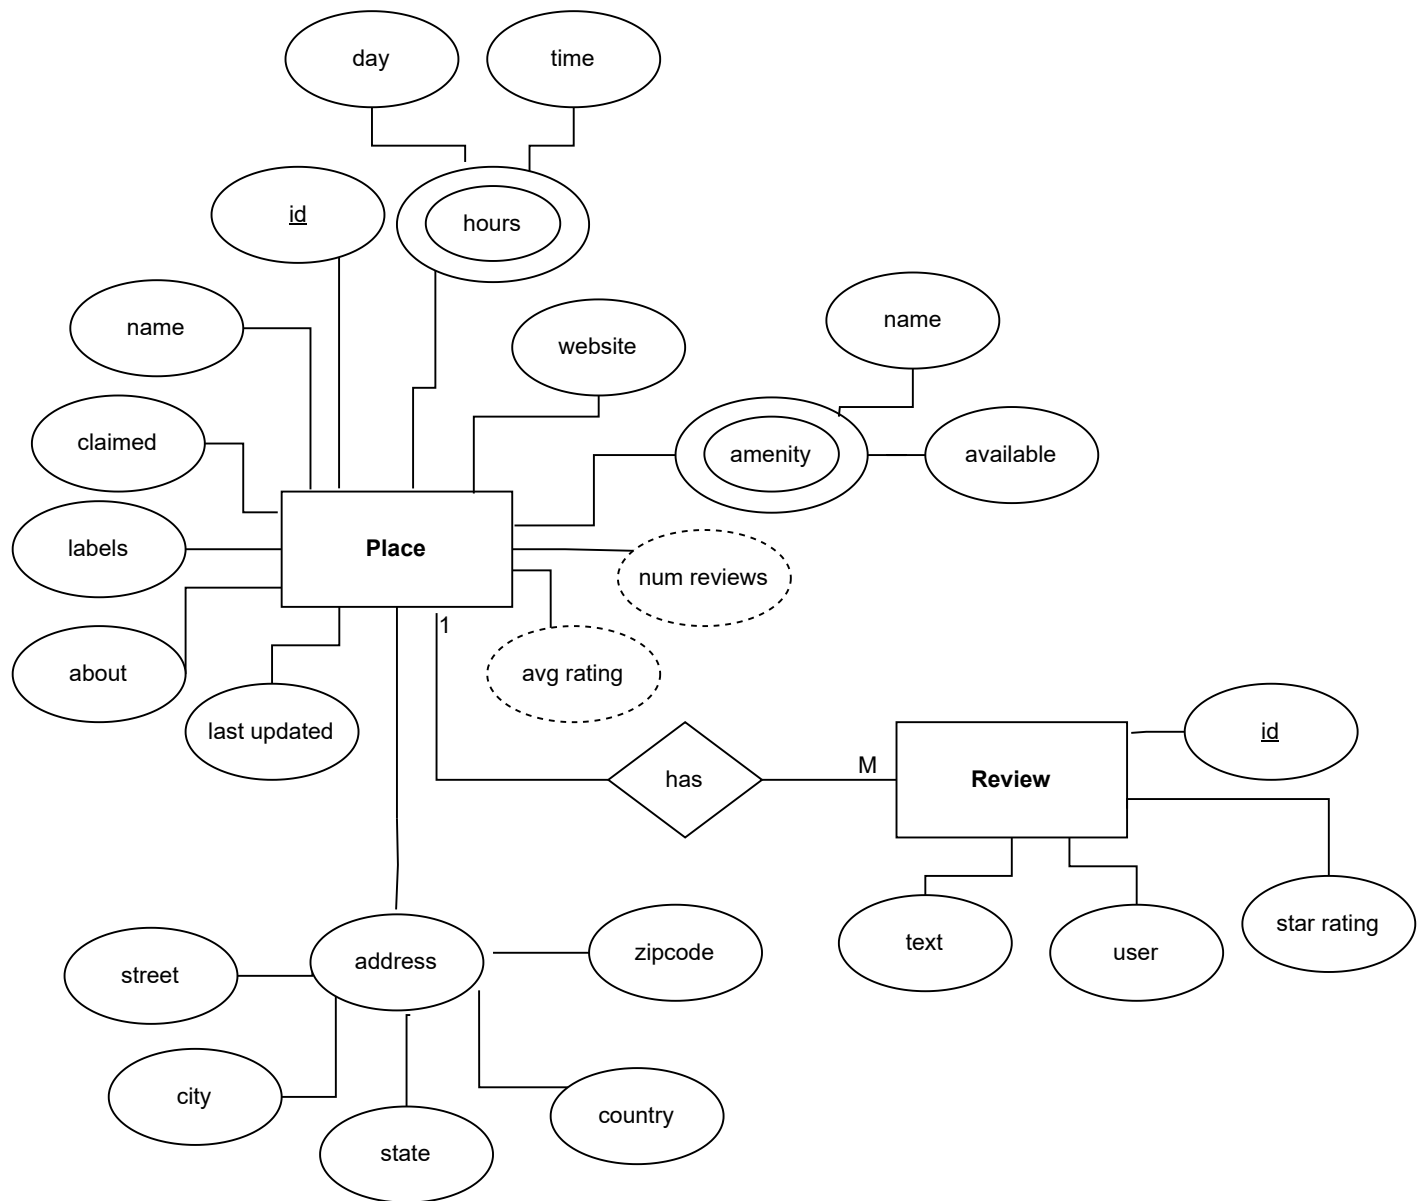 day
time
id
hours
name
website
name
claimed
amenity
available
labels
Place
num reviews
1
about
avg rating
last updated
id
M
has
Review
address
zipcode
street
text
user
star rating
city
country
state